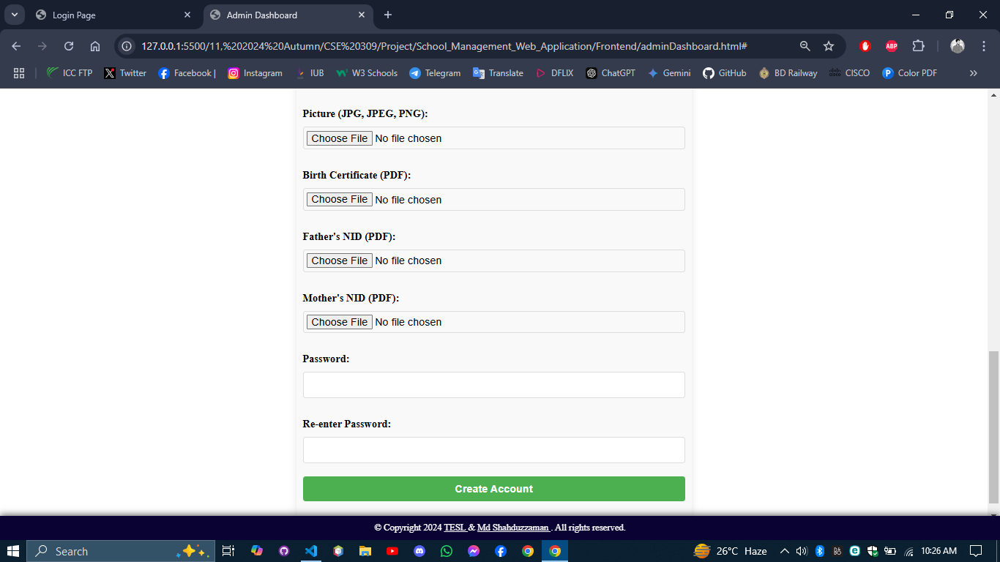 Login Page
Admin Dashboard
127.0.0.1:5500/11,%202024%20Autumn/CSE%20309/Project/School_Management_Web_Application/Frontend/adminDashboard.html#
ABP
ICC FTP Twitter Facebook | Instagram IUB W3 Schools Telegram Translate DFLIX ChatGPT Gemini GitHub BD Railway CISCO Color PDF
Picture (JPG, JPEG, PNG):
Choose File No file chosen
Birth Certificate (PDF):
Choose File No file chosen
Father's NID (PDF):
Choose File No file chosen
Mother's NID (PDF):
Choose File No file chosen
Password:
Re-enter Password:
Create Account
© Copyright 2024 TESL & Md Shahduzzaman . All rights reserved.
Search
26°C Haze
10:26 AM